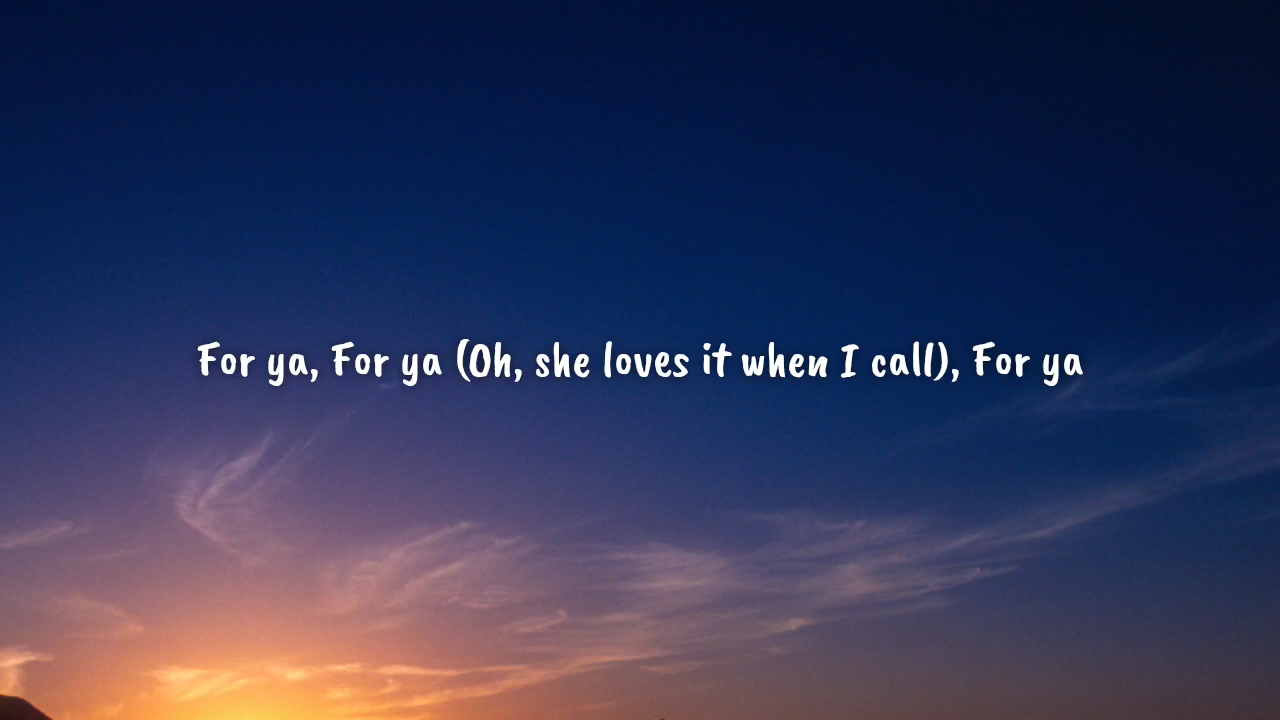 For ya, For ya (Oh, she loves it when I call), For ya